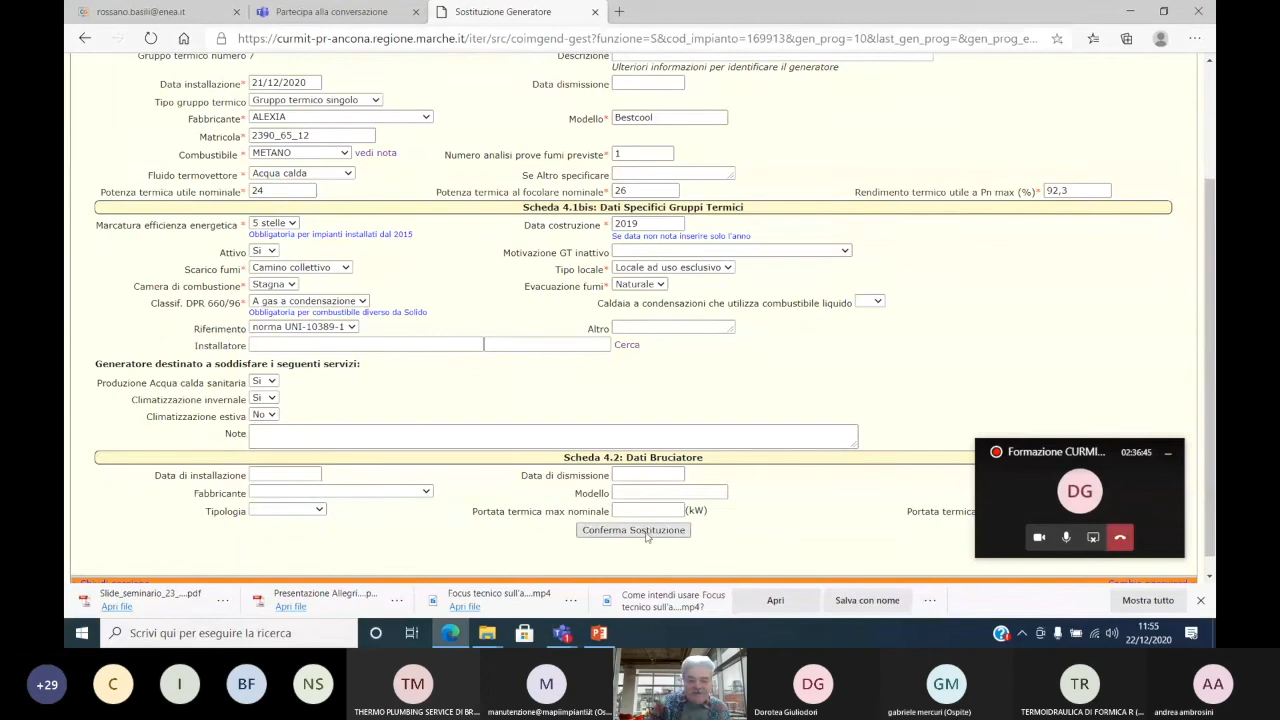 rossano.basili@enea.it
Partecipa alla conversazione
Sostituzione Generatore
https://curmit-pr-ancona.regione.marche.it/iter/src/coimgend-gest?funzione=S&cod_impianto=169913&gen_prog=10&last_gen_prog=&gen_prog_e...
Gruppo termico numero 7 Descrizione
Ulteriori informazioni per identificare il generatore
Data installazione* 21/12/2020 Data dismissione
Tipo gruppo termico Gruppo termico singolo
Fabbricante* ALEXIA Modello* Bestcool
Matricola* 2390_65_12
Combustibile* METANO vedi nota Numero analisi prove fumi previste* 1
Fluido termovettore* Acqua calda Se Altro specificare
Potenza termica utile nominale* 24 Potenza termica al focolare nominale* 26 Rendimento termico utile a Pn max (%)* 92,3
Scheda 4.1bis: Dati Specifici Gruppi Termici
Marcatura efficienza energetica* 5 stelle Data costruzione* 2019
Obbligatoria per impianti installati dal 2015 Se data non nota inserire solo l'anno
Attivo Si Motivazione GT inattivo
Scarico fumi* Camino collettivo Tipo locale* Locale ad uso esclusivo
Camera di combustione* Stagna Evacuazione fumi* Naturale
Classif. DPR 660/96* A gas a condensazione Caldaia a condensazioni che utilizza combustibile liquido
Obbligatoria per combustibile diverso da Solido
Riferimento norma UNI-10389-1 Altro
Installatore Cerca
Generatore destinato a soddisfare i seguenti servizi:
Produzione Acqua calda sanitaria Si
Climatizzazione invernale Si
Climatizzazione estiva No
Note
Scheda 4.2: Dati Bruciatore
Data di installazione Data di dismissione
Fabbricante Modello
Tipologia Portata termica max nominale (kW) Portata termica
Conferma Sostituzione
Formazione CURMI... 02:36:45
DG
Slide_seminario_23_....pdf
Apri file
Presentazione Allegri....p...
Apri file
Focus tecnico sull'a....mp4
Apri file
Come intendi usare Focus
tecnico sull'a....mp4?
Apri
Salva con nome
Mostra tutto
Scrivi qui per eseguire la ricerca
11:55
22/12/2020
+29
C
I
BF
NS
TM
THERMO PLUMBING SERVICE DI BR...
M
manutenzione@mapiimpianti2 (Os...
DG
Dorotea Giuliodori
GM
gabriele mercuri (Ospite)
TR
TERMOIDRAULICA DI FORMICA R (...
AA
andrea ambrosini